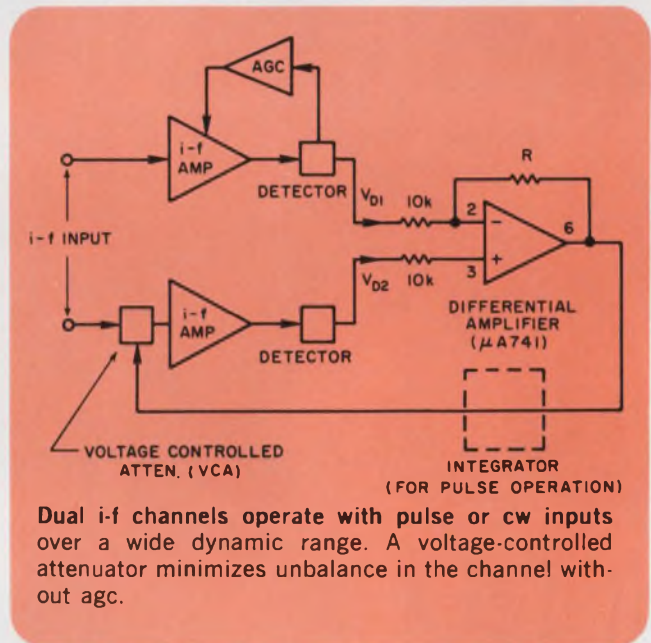 AGC
i-f
AMP
DETECTOR
V_D1
10k
R
2
−
6
i-f INPUT
3
+
V_D2
10k
i-f
AMP
DETECTOR
DIFFERENTIAL
AMPLIFIER
(μA741)
VOLTAGE CONTROLLED
ATTEN. (VCA)
INTEGRATOR
(FOR PULSE OPERATION)
Dual i-f channels operate with pulse or cw inputs
over a wide dynamic range. A voltage-controlled
attenuator minimizes unbalance in the channel with-
out agc.